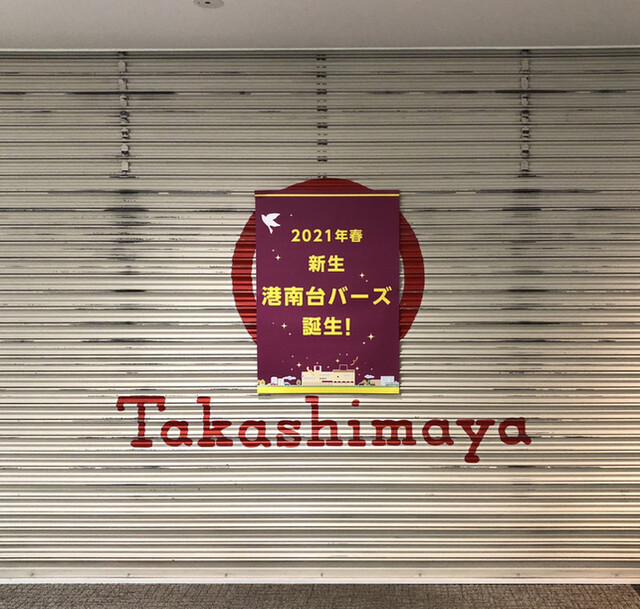 2021年春
新生
港南台バーズ
誕生!
Takashimaya